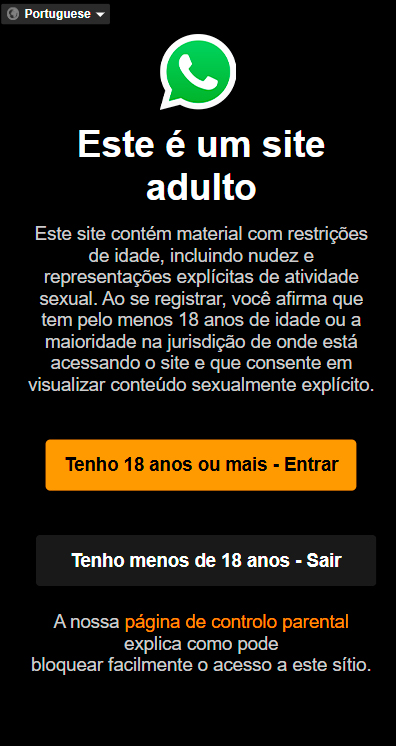 Portuguese
Este é um site
adulto
Este site contém material com restrições
de idade, incluindo nudez e
representações explícitas de atividade
sexual. Ao se registrar, você afirma que
tem pelo menos 18 anos de idade ou a
maioridade na jurisdição de onde está
acessando o site e que consente em
visualizar conteúdo sexualmente explícito.
Tenho 18 anos ou mais - Entrar
Tenho menos de 18 anos - Sair
A nossa página de controlo parental
explica como pode
bloquear facilmente o acesso a este sítio.